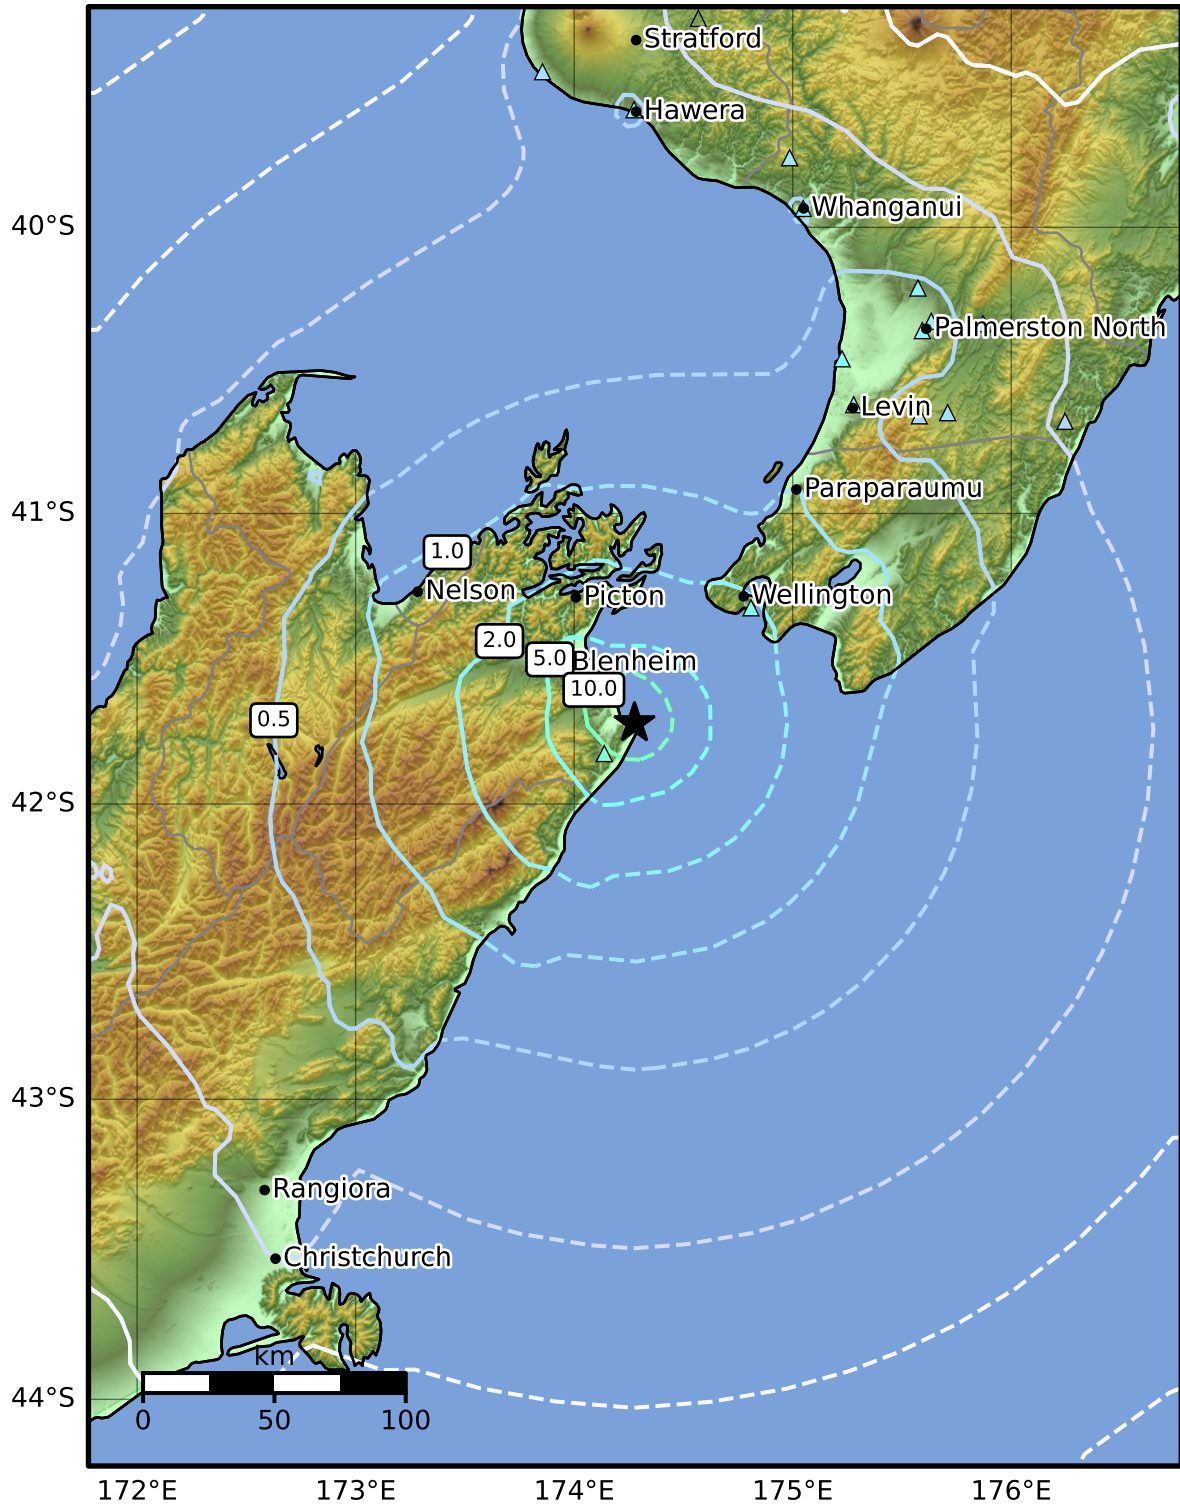 Stratford
Hawera
Whanganui
40°S
Palmerston North
Levin
Paraparaumu
41°S
1.0
Nelson
Picton
Wellington
2.0
5.0
Blenheim
10.0
0.5
42°S
43°S
Rangiora
Christchurch
km
44°S
0 50 100
172°E 173°E 174°E 175°E 176°E